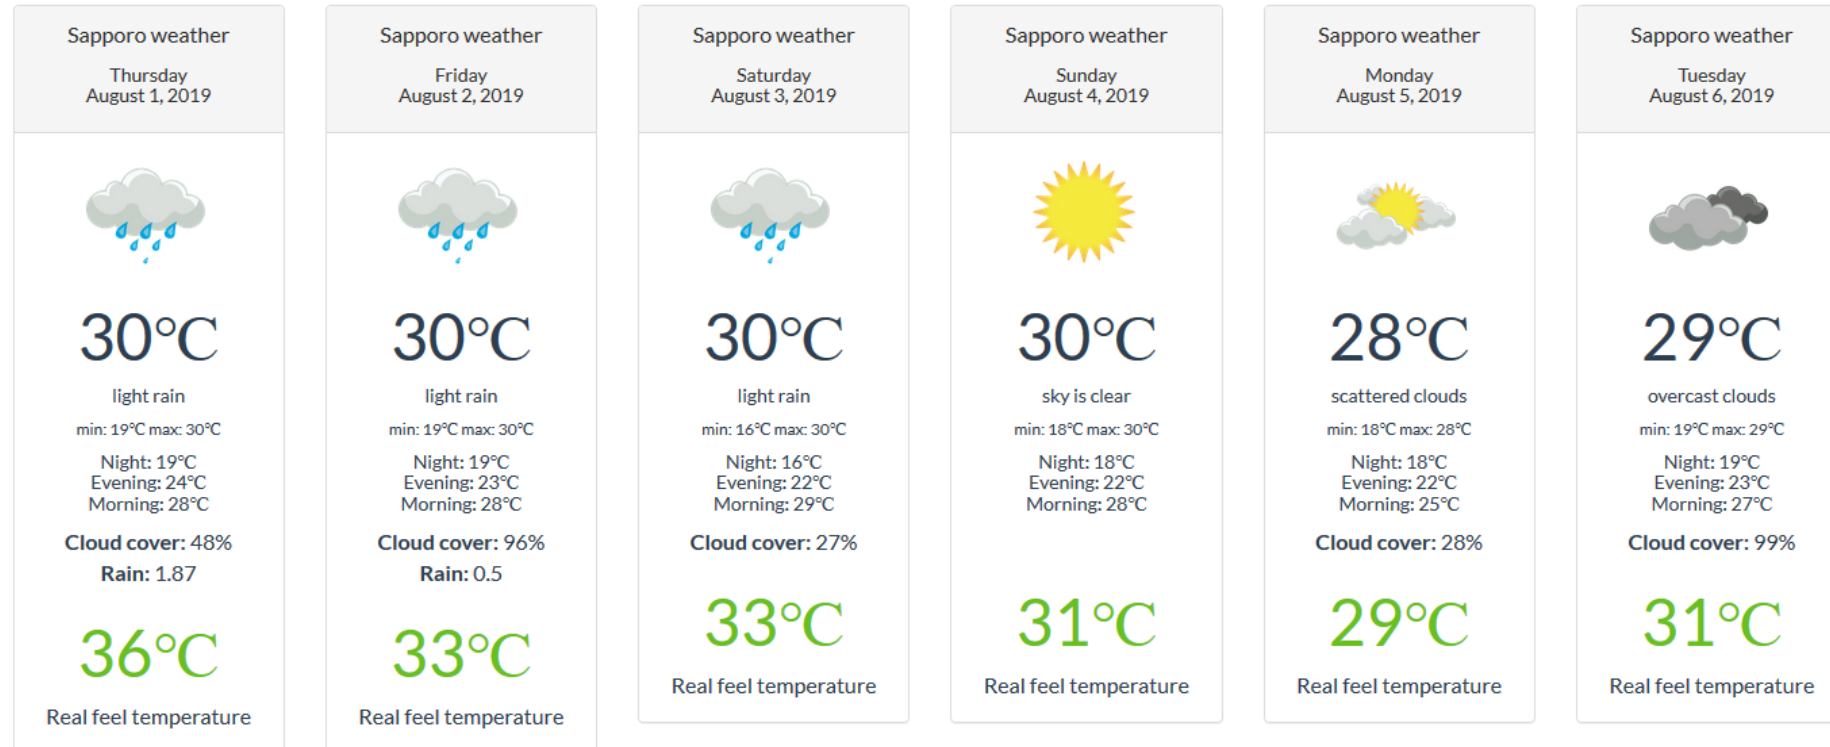 Sapporo weather
Thursday
August 1, 2019
30°C
light rain
min: 19°C max: 30°C
Night: 19°C
Evening: 24°C
Morning: 28°C
Cloud cover: 48%
Rain: 1.87
36°C
Real feel temperature
Sapporo weather
Friday
August 2, 2019
30°C
light rain
min: 19°C max: 30°C
Night: 19°C
Evening: 23°C
Morning: 28°C
Cloud cover: 96%
Rain: 0.5
33°C
Real feel temperature
Sapporo weather
Saturday
August 3, 2019
30°C
light rain
min: 16°C max: 30°C
Night: 16°C
Evening: 22°C
Morning: 29°C
Cloud cover: 27%
33°C
Real feel temperature
Sapporo weather
Sunday
August 4, 2019
30°C
sky is clear
min: 18°C max: 30°C
Night: 18°C
Evening: 22°C
Morning: 28°C
31°C
Real feel temperature
Sapporo weather
Monday
August 5, 2019
28°C
scattered clouds
min: 18°C max: 28°C
Night: 18°C
Evening: 22°C
Morning: 25°C
Cloud cover: 28%
29°C
Real feel temperature
Sapporo weather
Tuesday
August 6, 2019
29°C
overcast clouds
min: 19°C max: 29°C
Night: 19°C
Evening: 23°C
Morning: 27°C
Cloud cover: 99%
31°C
Real feel temperature